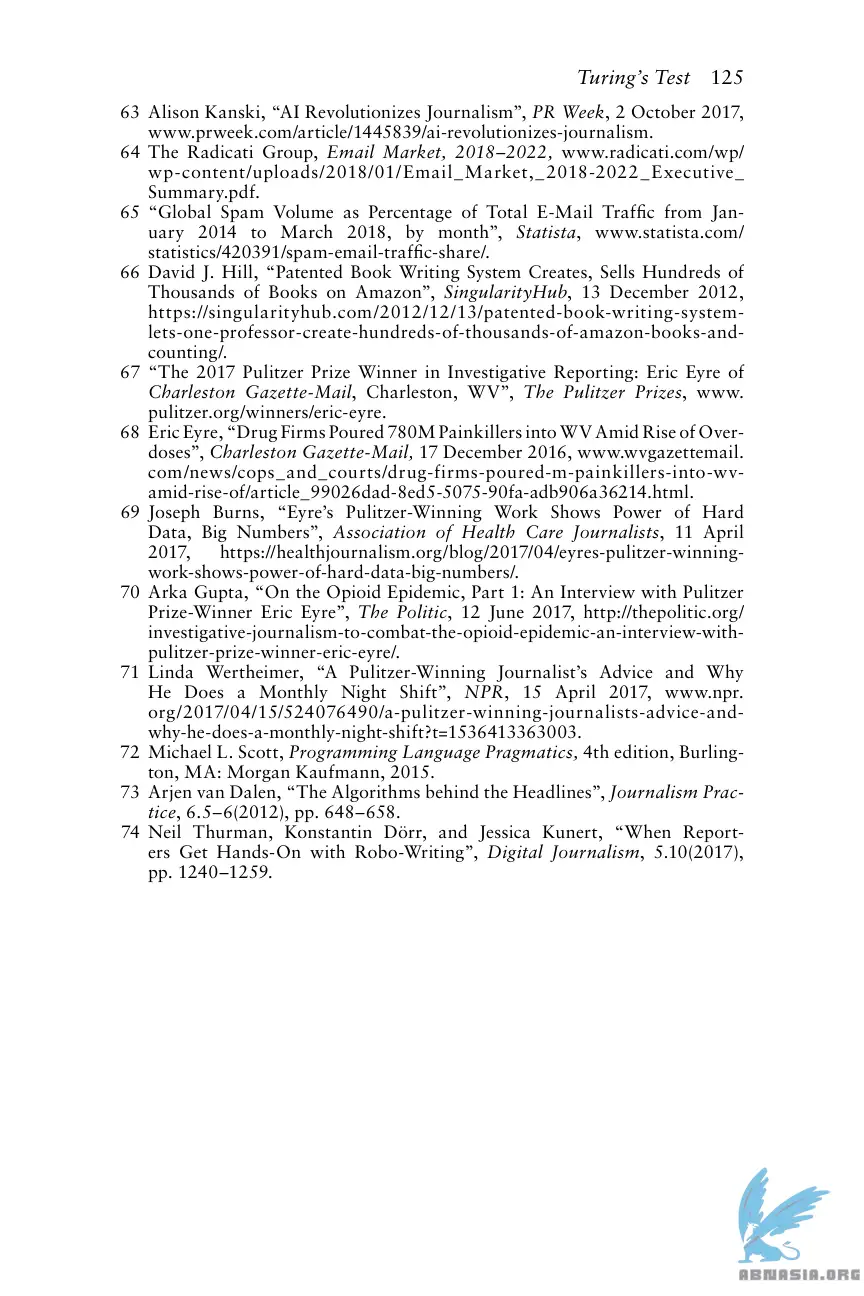 Turing's Test 125
63 Alison Kanski, “AI Revolutionizes Journalism”, PR Week, 2 October 2017,
www.prweek.com/article/1445839/ai-revolutionizes-journalism.
64 The Radicati Group, Email Market, 2018–2022, www.radicati.com/wp/
wp-content/uploads/2018/01/Email_Market,_2018-2022_Executive_
Summary.pdf.
65 “Global Spam Volume as Percentage of Total E-Mail Traffic from Jan-
uary 2014 to March 2018, by month”, Statista, www.statista.com/
statistics/420391/spam-email-traffic-share/.
66 David J. Hill, “Patented Book Writing System Creates, Sells Hundreds of
Thousands of Books on Amazon”, SingularityHub, 13 December 2012,
https://singularityhub.com/2012/12/13/patented-book-writing-system-
lets-one-professor-create-hundreds-of-thousands-of-amazon-books-and-
counting/.
67 “The 2017 Pulitzer Prize Winner in Investigative Reporting: Eric Eyre of
Charleston Gazette-Mail, Charleston, WV”, The Pulitzer Prizes, www.
pulitzer.org/winners/eric-eyre.
68 Eric Eyre, “Drug Firms Poured 780M Painkillers into WV Amid Rise of Over-
doses”, Charleston Gazette-Mail, 17 December 2016, www.wvgazettemail.
com/news/cops_and_courts/drug-firms-poured-m-painkillers-into-wv-
amid-rise-of/article_99026dad-8ed5-5075-90fa-adb906a36214.html.
69 Joseph Burns, “Eyre's Pulitzer-Winning Work Shows Power of Hard
Data, Big Numbers”, Association of Health Care Journalists, 11 April
2017, https://healthjournalism.org/blog/2017/04/eyres-pulitzer-winning-
work-shows-power-of-hard-data-big-numbers/.
70 Arka Gupta, “On the Opioid Epidemic, Part 1: An Interview with Pulitzer
Prize-Winner Eric Eyre”, The Politic, 12 June 2017, http://thepolitic.org/
investigative-journalism-to-combat-the-opioid-epidemic-an-interview-with-
pulitzer-prize-winner-eric-eyre/.
71 Linda Wertheimer, “A Pulitzer-Winning Journalist's Advice and Why
He Does a Monthly Night Shift”, NPR, 15 April 2017, www.npr.
org/2017/04/15/524076490/a-pulitzer-winning-journalists-advice-and-
why-he-does-a-monthly-night-shift?t=1536413363003.
72 Michael L. Scott, Programming Language Pragmatics, 4th edition, Burling-
ton, MA: Morgan Kaufmann, 2015.
73 Arjen van Dalen, “The Algorithms behind the Headlines”, Journalism Prac-
tice, 6.5–6(2012), pp. 648–658.
74 Neil Thurman, Konstantin Dörr, and Jessica Kunert, “When Report-
ers Get Hands-On with Robo-Writing”, Digital Journalism, 5.10(2017),
pp. 1240–1259.
ABNASIA.ORG